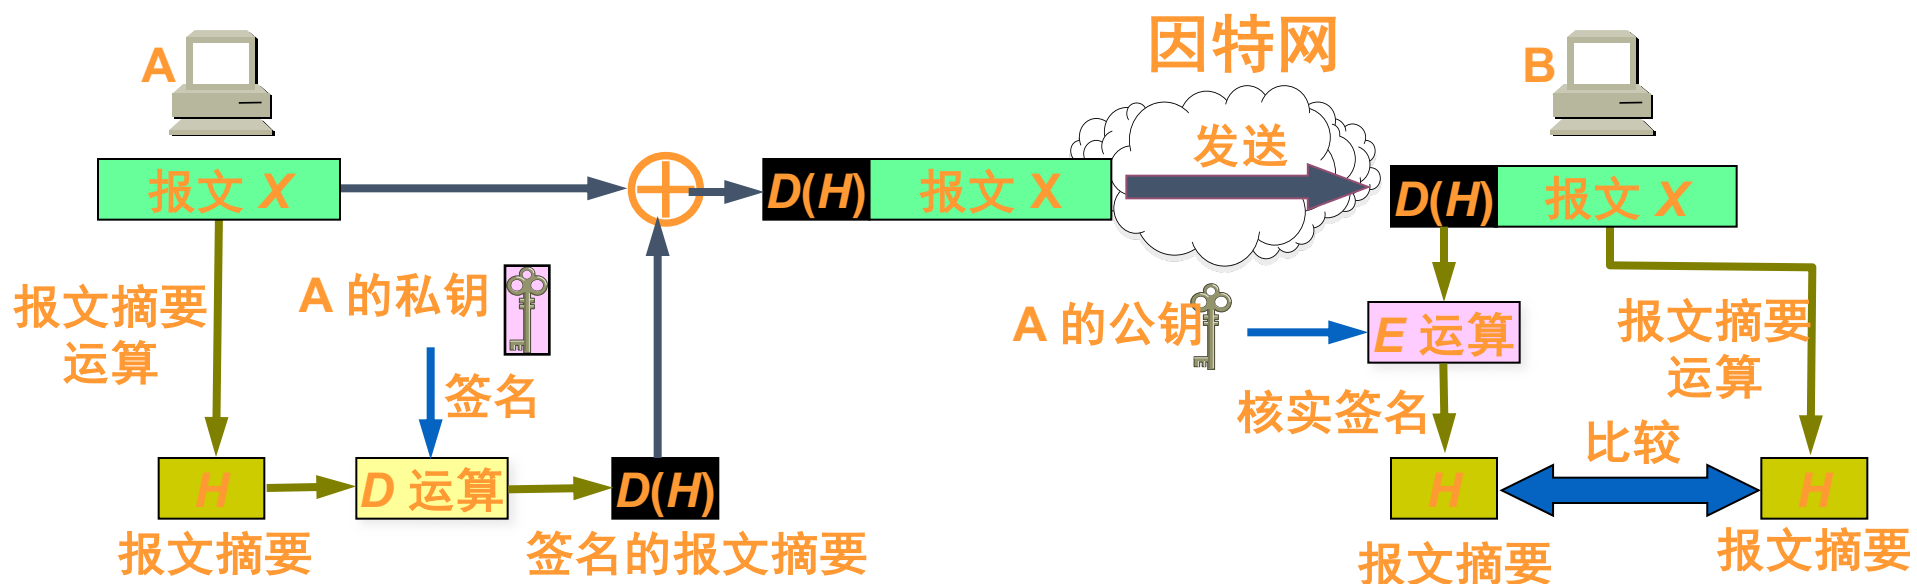 因特网
A
B
发送
报文 X
D(H)
报文 X
D(H)
报文 X
报文摘要
运算
A 的私钥
签名
A 的公钥
E 运算
报文摘要
运算
核实签名
比较
H
D 运算
D(H)
H
H
报文摘要
签名的报文摘要
报文摘要
报文摘要